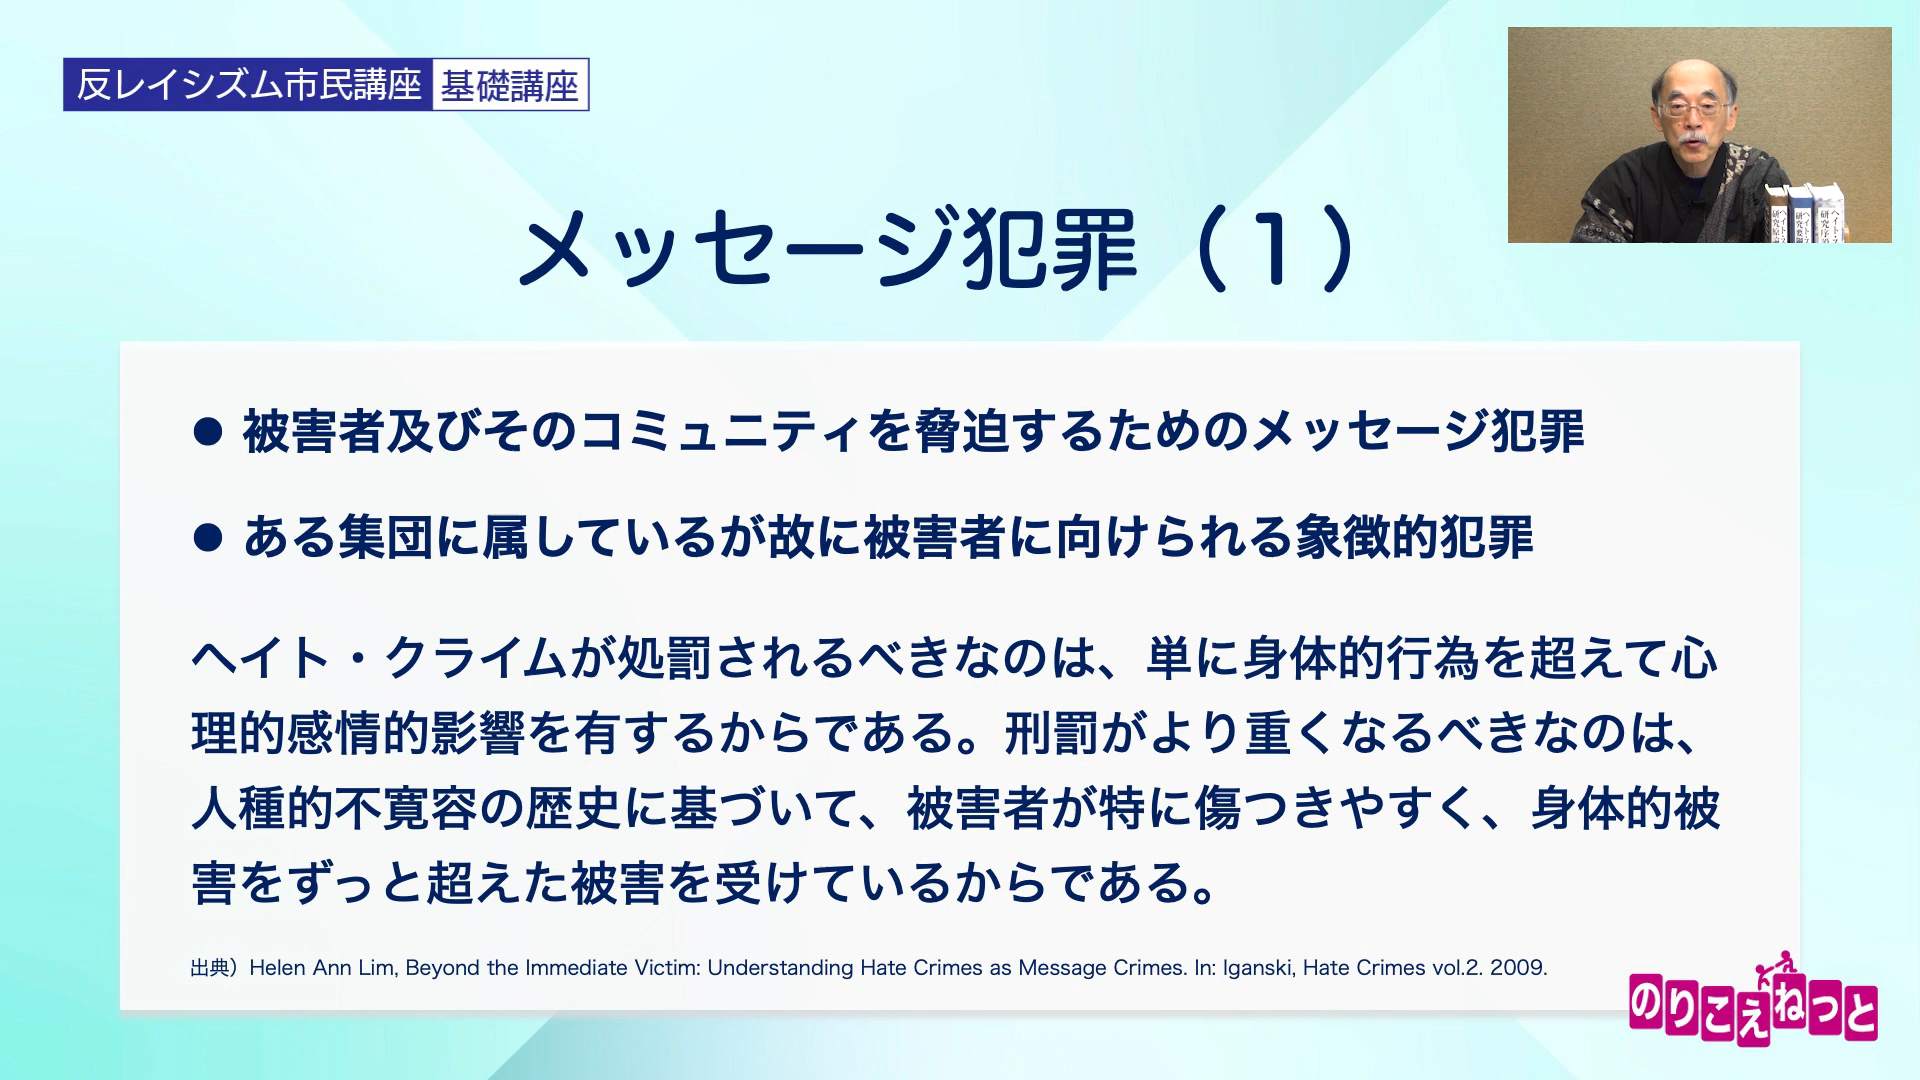 反レイシズム市民講座 基礎講座
メッセージ犯罪（1）
● 被害者及びそのコミュニティを脅迫するためのメッセージ犯罪
● ある集団に属しているが故に被害者に向けられる象徴的犯罪
ヘイト・クライムが処罰されるべきなのは、単に身体的行為を超えて心
理的感情的影響を有するからである。刑罰がより重くなるべきなのは、
人種的不寛容の歴史に基づいて、被害者が特に傷つきやすく、身体的被
害をずっと超えた被害を受けているからである。
出典）Helen Ann Lim, Beyond the Immediate Victim: Understanding Hate Crimes as Message Crimes. In: Iganski, Hate Crimes vol.2. 2009.
のりこえねっと